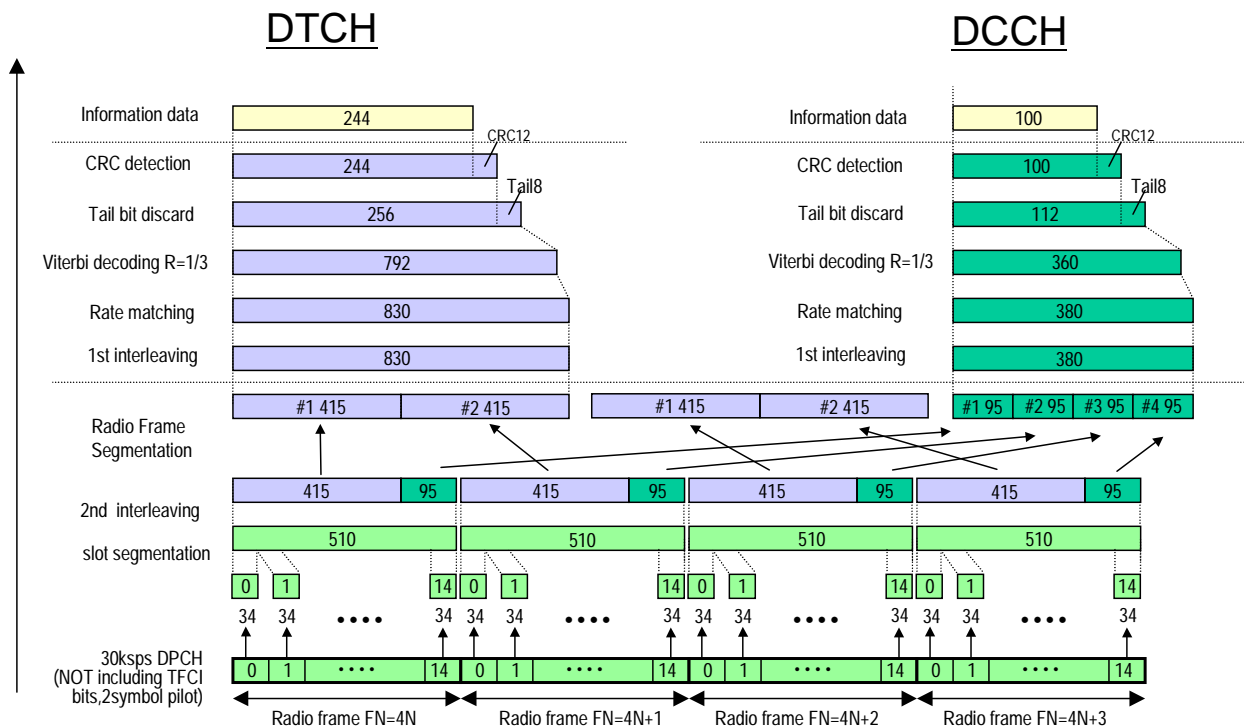 DTCH
DCCH
Information data
244
Information data
100
CRC12
CRC12
CRC detection
244
CRC detection
100
Tail8
Tail8
Tail bit discard
256
Tail bit discard
112
Viterbi decoding R=1/3
792
Viterbi decoding R=1/3
360
Rate matching
830
Rate matching
380
1st interleaving
830
1st interleaving
380
#1 415 #2 415 #1 415 #2 415 #1 95 #2 95 #3 95 #4 95
Radio Frame
Segmentation
415 95 415 95 415 95 415 95
2nd interleaving
510 510 510 510
slot segmentation
0 1 14 0 1 14 0 1 14 0 1 14
34 34 •••• 34 34 34 •••• 34 34 34 •••• 34 34 34 •••• 34
30ksps DPCH
(NOT including TFCI
bits,2symbol pilot)
0 1 •••• 14 0 1 •••• 14 0 1 •••• 14 0 1 •••• 14
Radio frame FN=4N Radio frame FN=4N+1 Radio frame FN=4N+2 Radio frame FN=4N+3